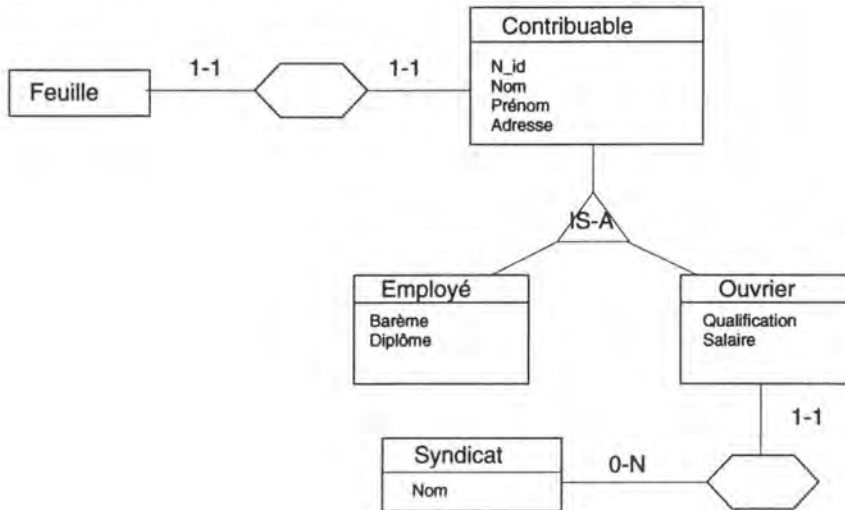 Contribuable
1-1
1-1
Feuille
N_id
Nom
Prénom
Adresse
IS-A
Employé
Ouvrier
Barème
Diplôme
Qualification
Salaire
1-1
Syndicat
0-N
Nom